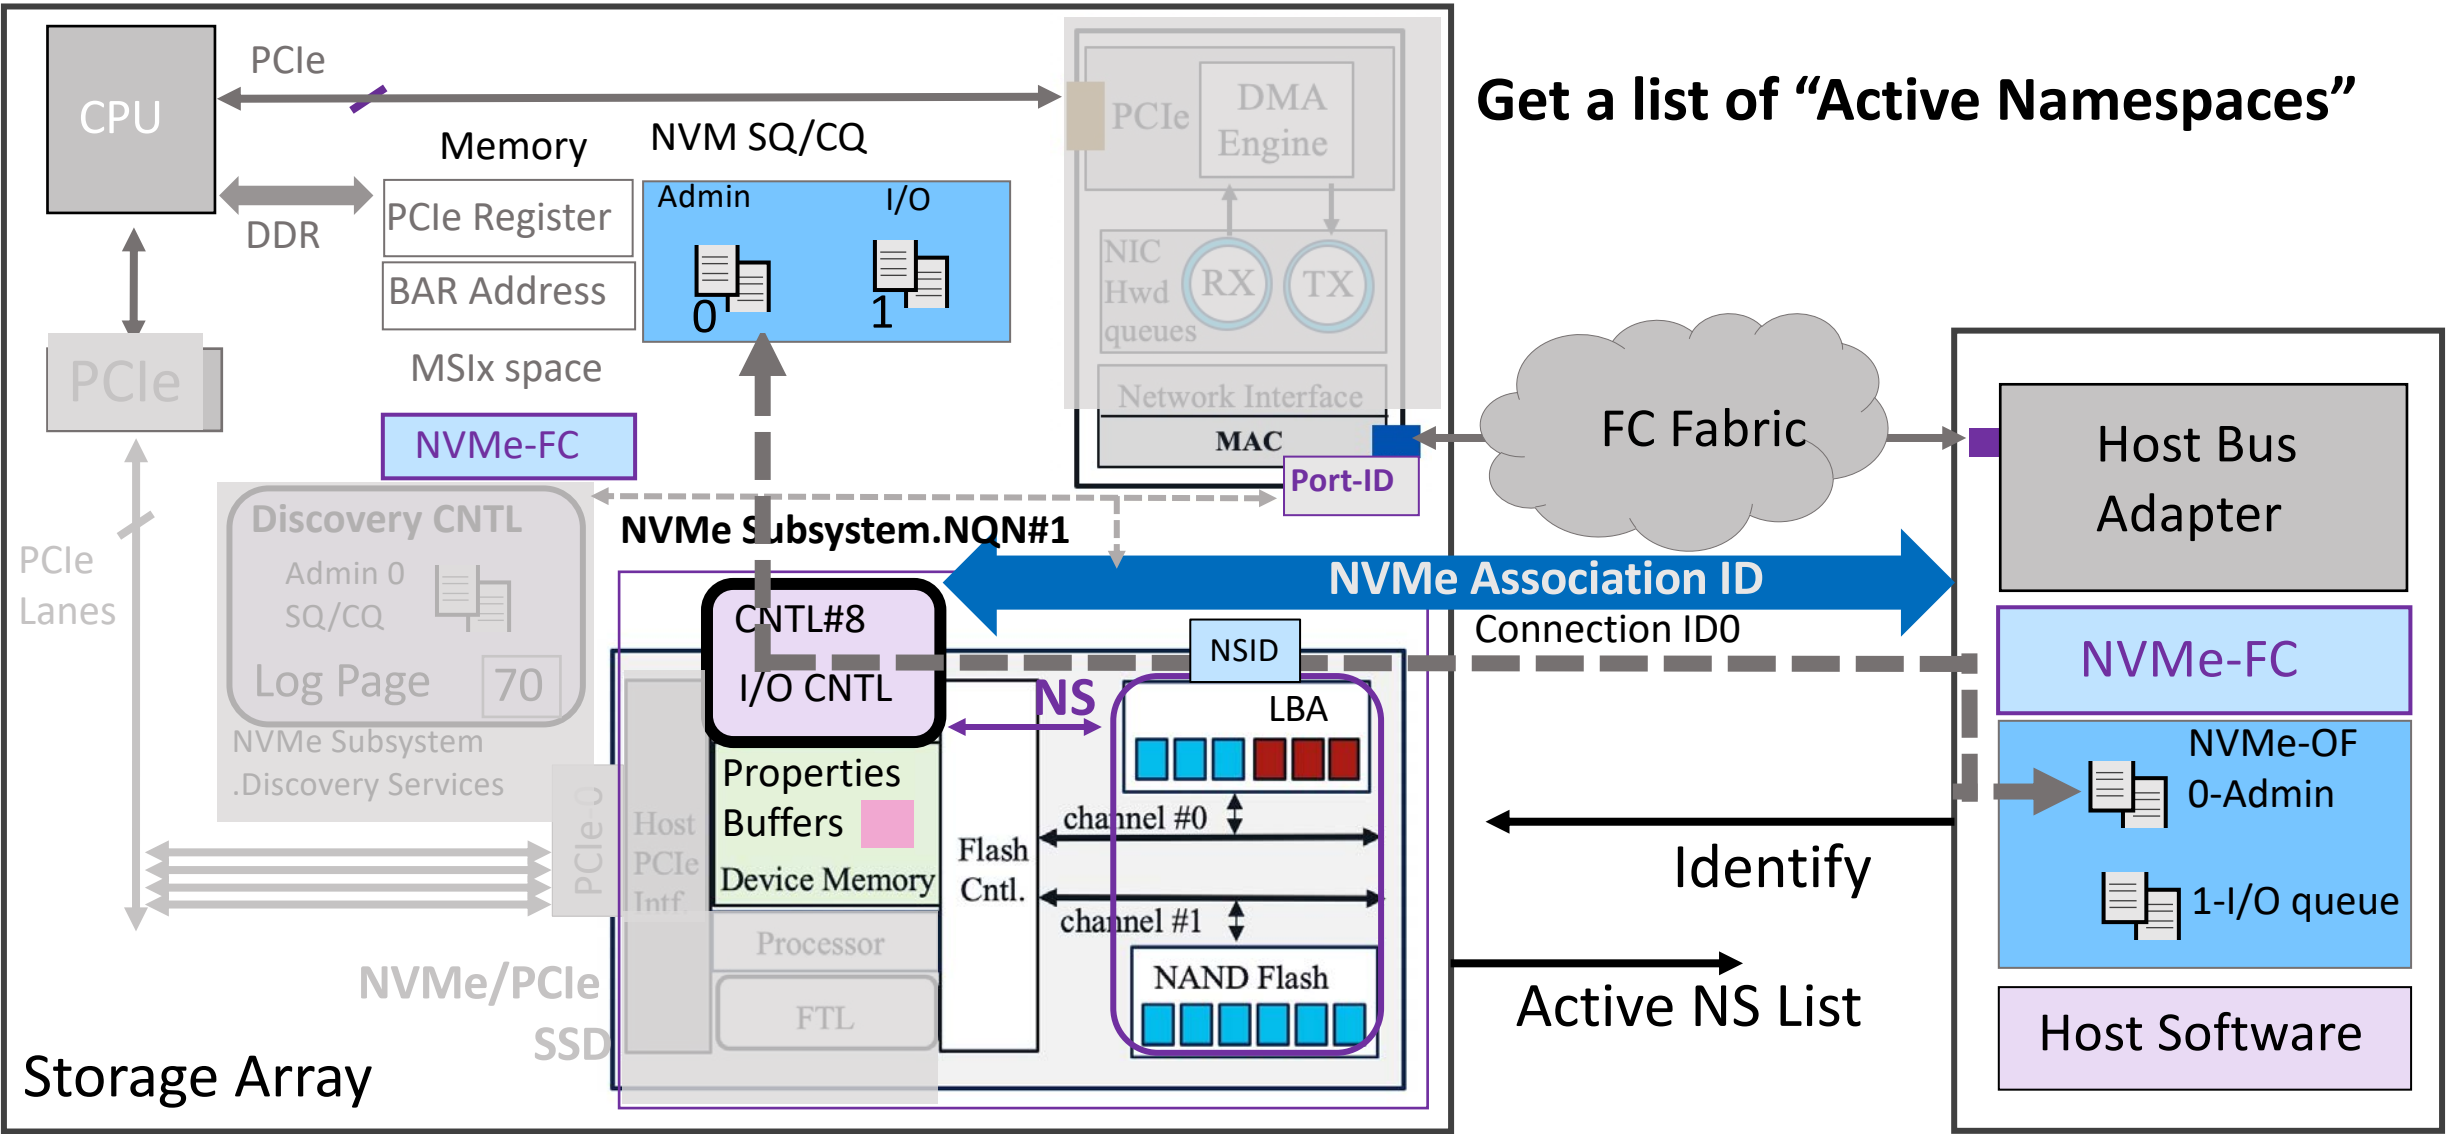 Get a list of “Active Namespaces”
CPU
PCIe
DDR
Memory
PCIe Register
BAR Address
MSIx space
NVMe-FC
NVM SQ/CQ
Admin
I/O
0
1
PCIe
DMA
Engine
NIC
Hwd
queues
RX
TX
Network Interface
MAC
Port-ID
FC Fabric
Host Bus
Adapter
NVMe-FC
NVMe-OF
0-Admin
1-I/O queue
Host Software
PCIe
PCIe
Lanes
Discovery CNTL
Admin 0
SQ/CQ
Log Page
70
NVMe Subsystem
.Discovery Services
NVMe Subsystem.NQN#1
NVMe Association ID
Connection ID0
CNTL#8
I/O CNTL
NS
NSID
LBA
Properties
Buffers
Device Memory
PCIe 0
Host
PCIe
Intf.
Processor
FTL
Flash
Cntl.
channel #0
channel #1
NAND Flash
Identify
Active NS List
NVMe/PCIe
SSD
Storage Array